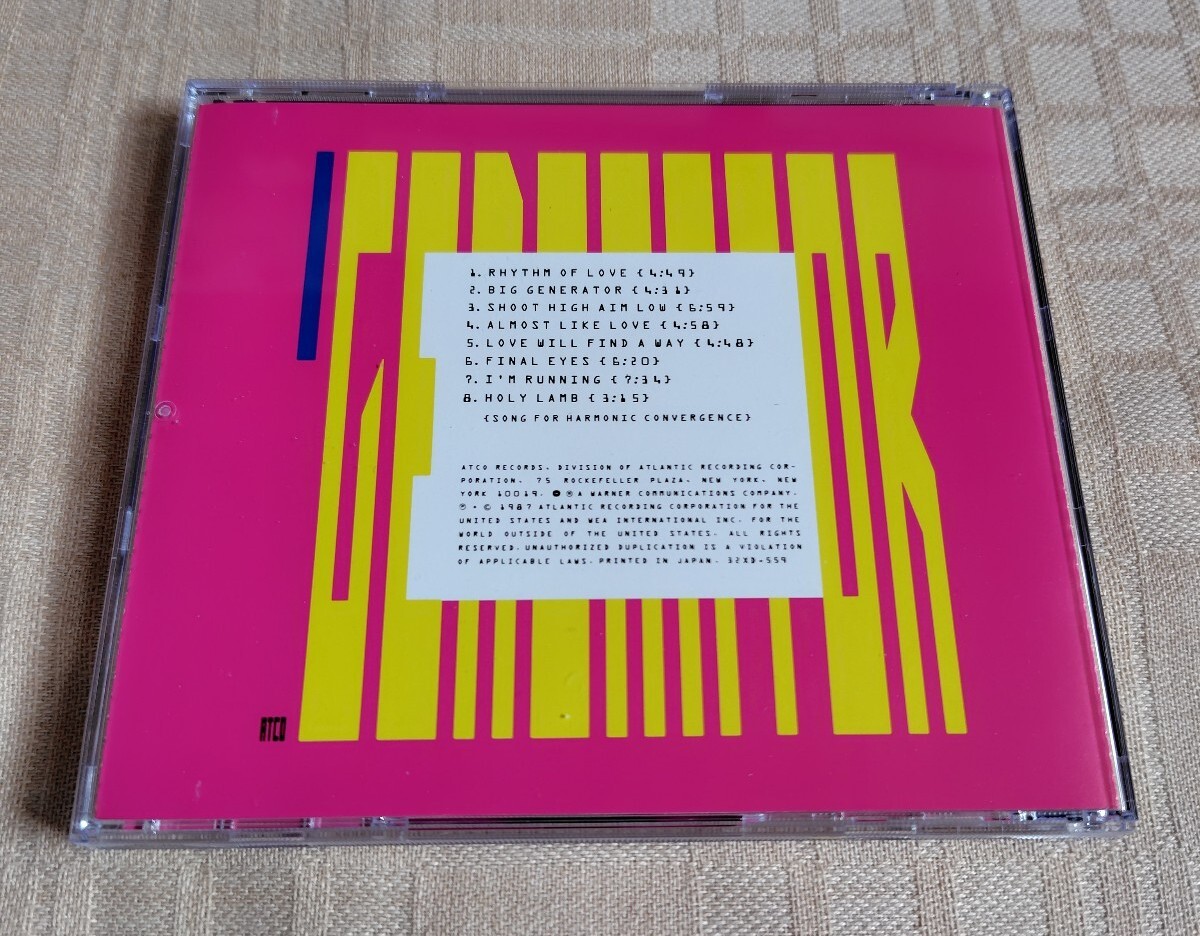 GENERATOR
1. RHYTHM OF LOVE {4:49}
2. BIG GENERATOR {4:31}
3. SHOOT HIGH AIM LOW {6:59}
4. ALMOST LIKE LOVE {4:58}
5. LOVE WILL FIND A WAY {4:48}
6. FINAL EYES {6:20}
7. I'M RUNNING {7:34}
8. HOLY LAMB {3:15}
{SONG FOR HARMONIC CONVERGENCE}
ATCO RECORDS. DIVISION OF ATLANTIC RECORDING COR-
PORATION. 75 ROCKEFELLER PLAZA. NEW YORK. NEW
YORK 10019. ® A WARNER COMMUNICATIONS COMPANY.
℗ • © 1987 ATLANTIC RECORDING CORPORATION FOR THE
UNITED STATES AND WEA INTERNATIONAL INC. FOR THE
WORLD OUTSIDE OF THE UNITED STATES. ALL RIGHTS
RESERVED. UNAUTHORIZED DUPLICATION IS A VIOLATION
OF APPLICABLE LAWS. PRINTED IN JAPAN. 32XD-559
ATCO